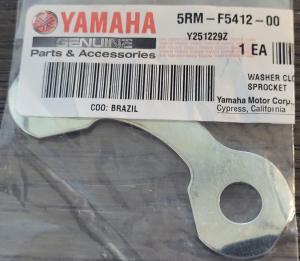 YAMAHA
GENUINE
Parts & Accessories
5RM-F5412-00
Y251229Z
1 EA
WASHER CLO
SPROCKET
COO: BRAZIL
Yamaha Motor Corp.,
Cypress, California